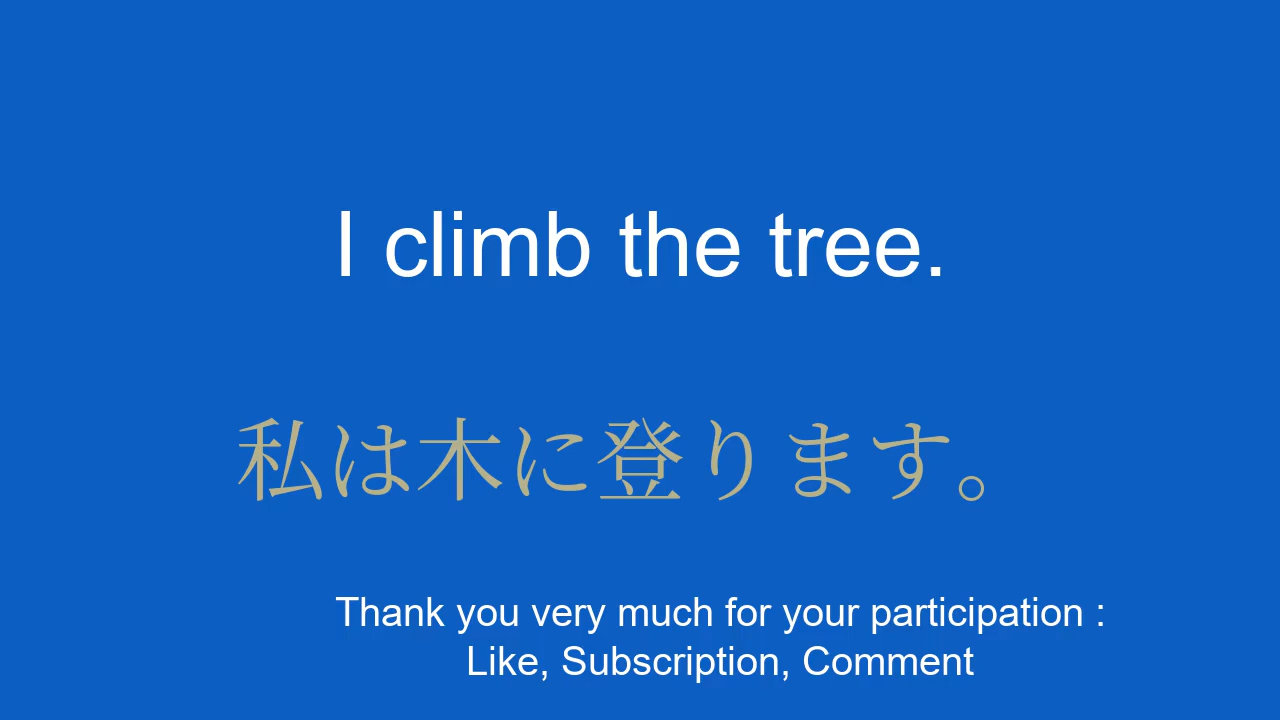 I climb the tree.
私は木に登ります。
Thank you very much for your participation :
Like, Subscription, Comment